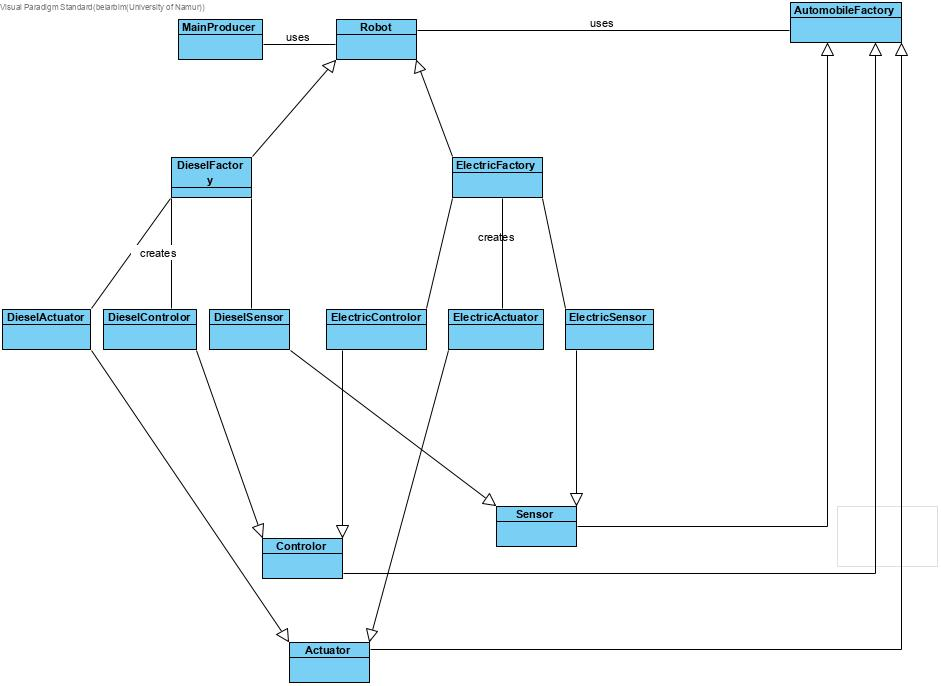 Visual Paradigm Standard(belarbim(University of Namur))
MainProducer
uses
Robot
uses
AutomobileFactory
DieselFactor
y
ElectricFactory
creates
creates
DieselActuator
DieselControlor
DieselSensor
ElectricControlor
ElectricActuator
ElectricSensor
Sensor
Controlor
Actuator